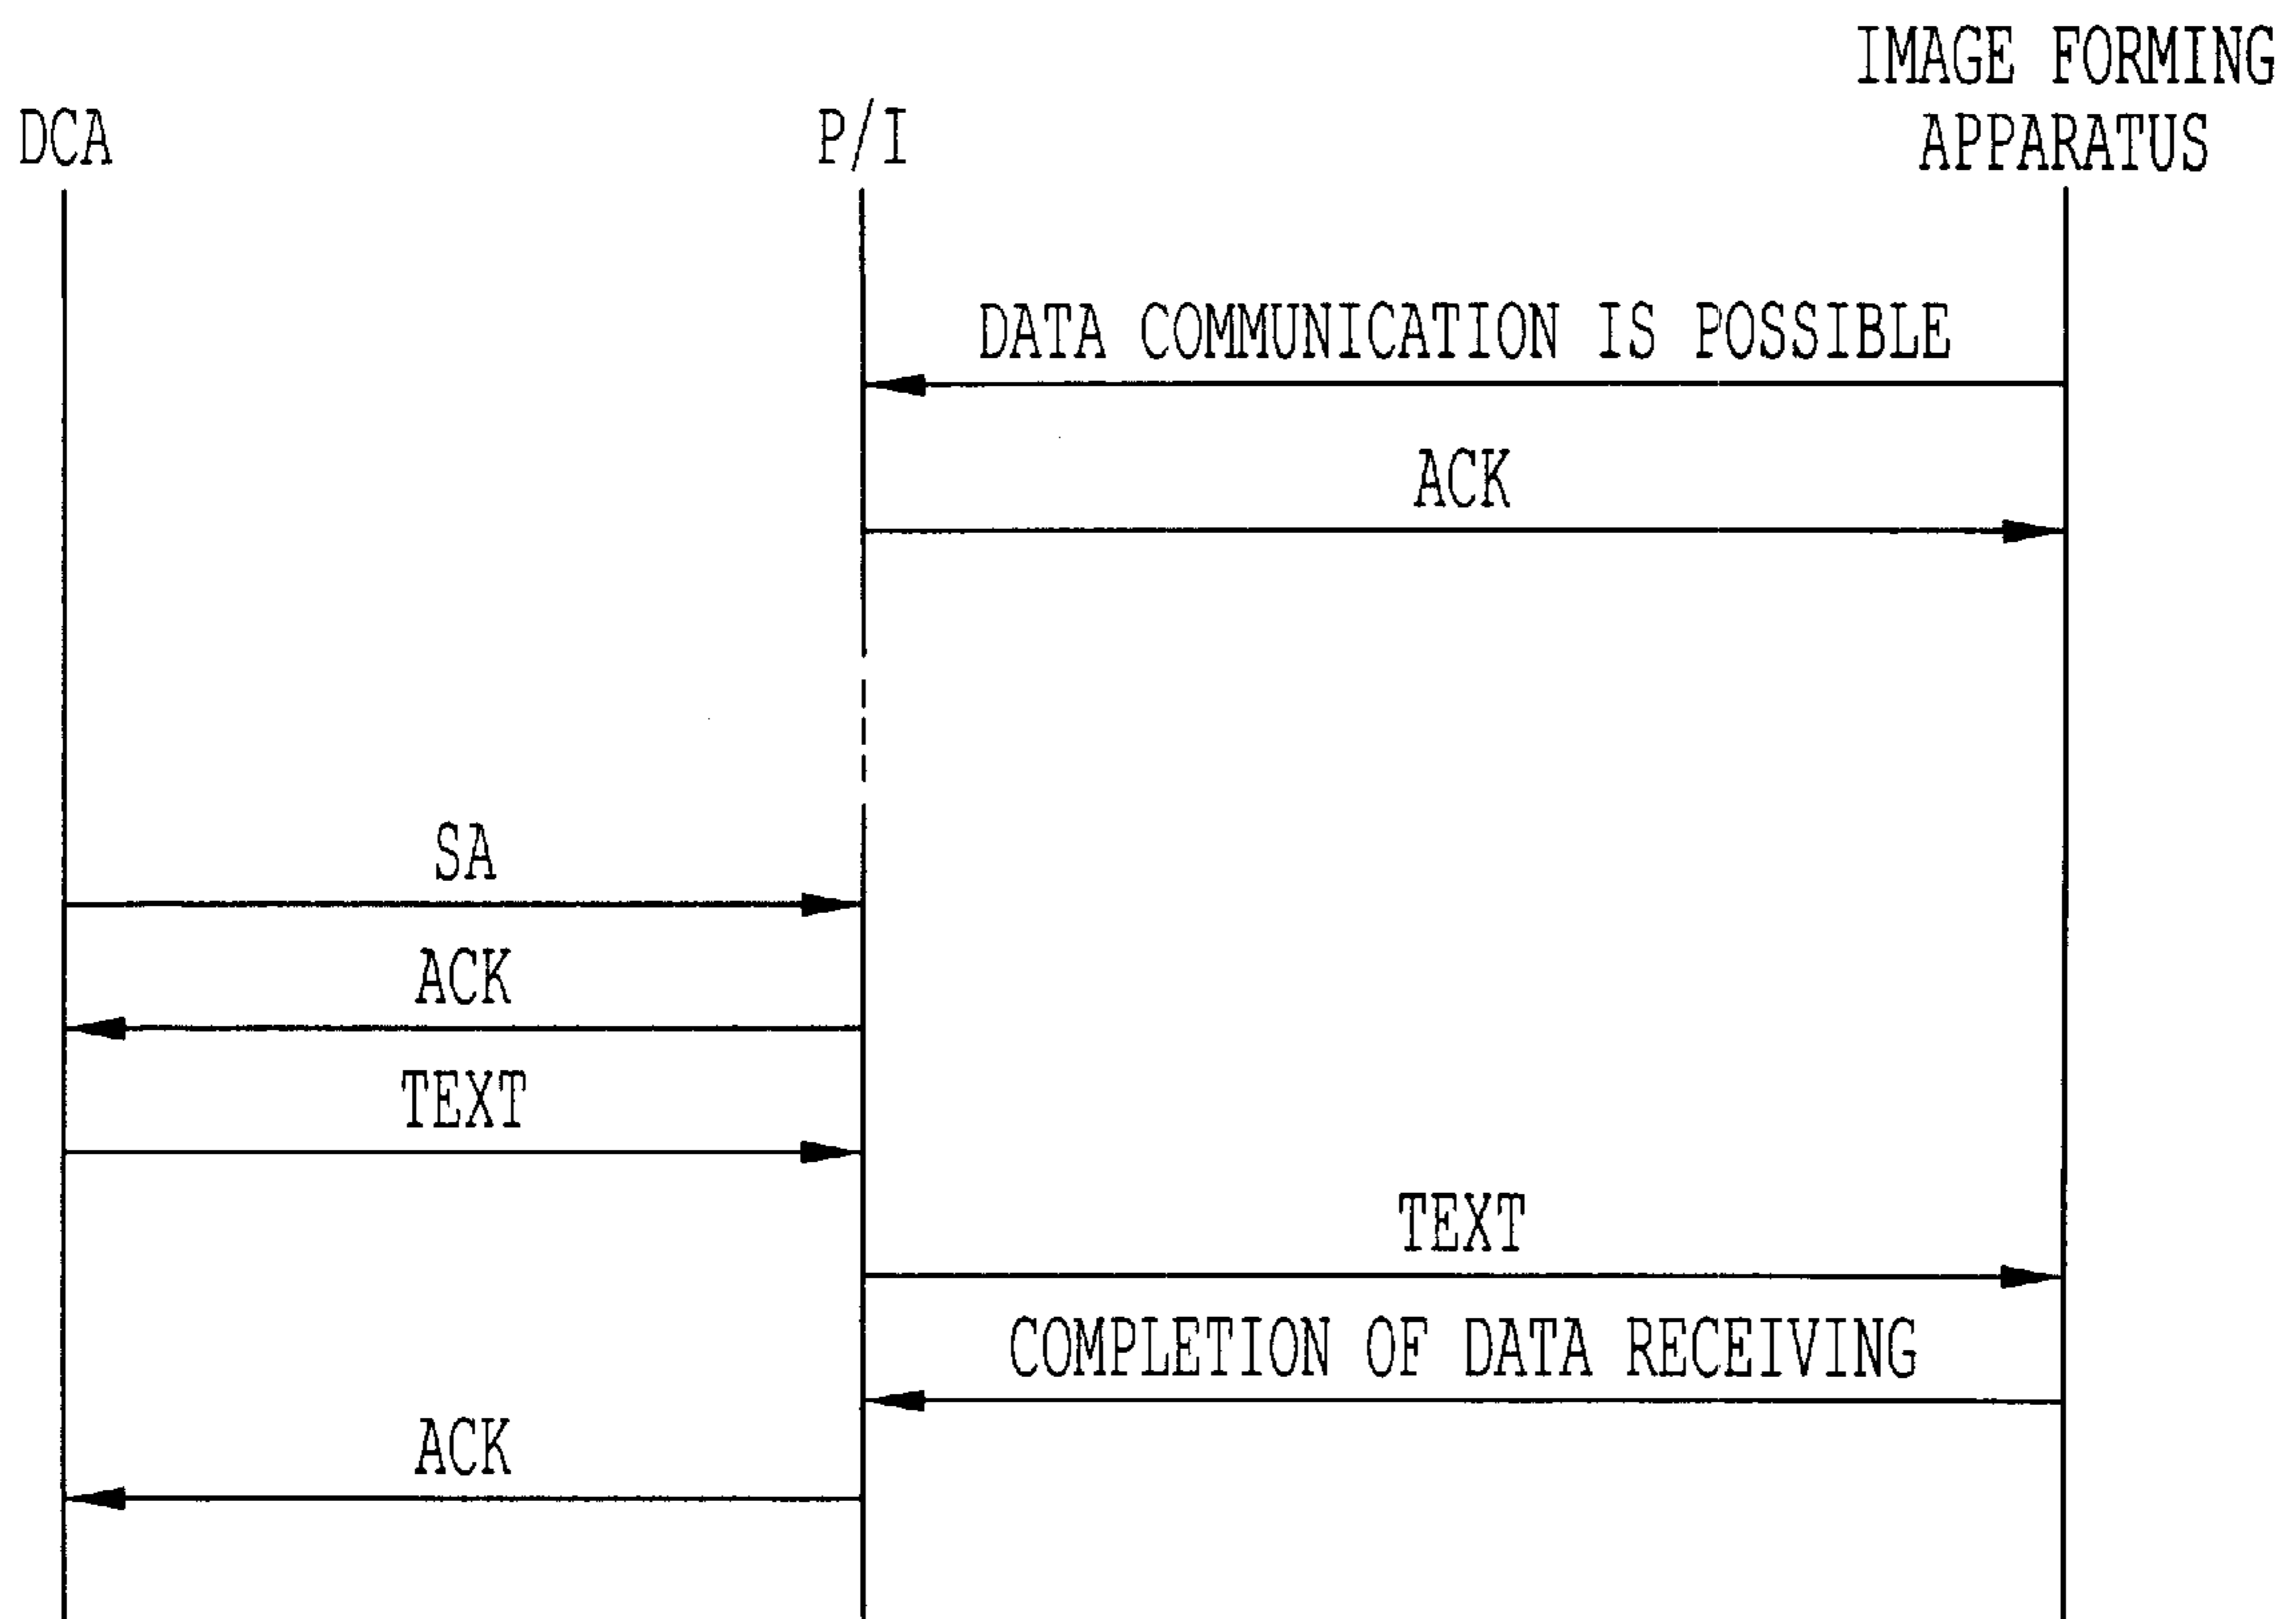 IMAGE FORMING
APPARATUS
DCA
P/I
DATA COMMUNICATION IS POSSIBLE
ACK
SA
ACK
TEXT
TEXT
COMPLETION OF DATA RECEIVING
ACK